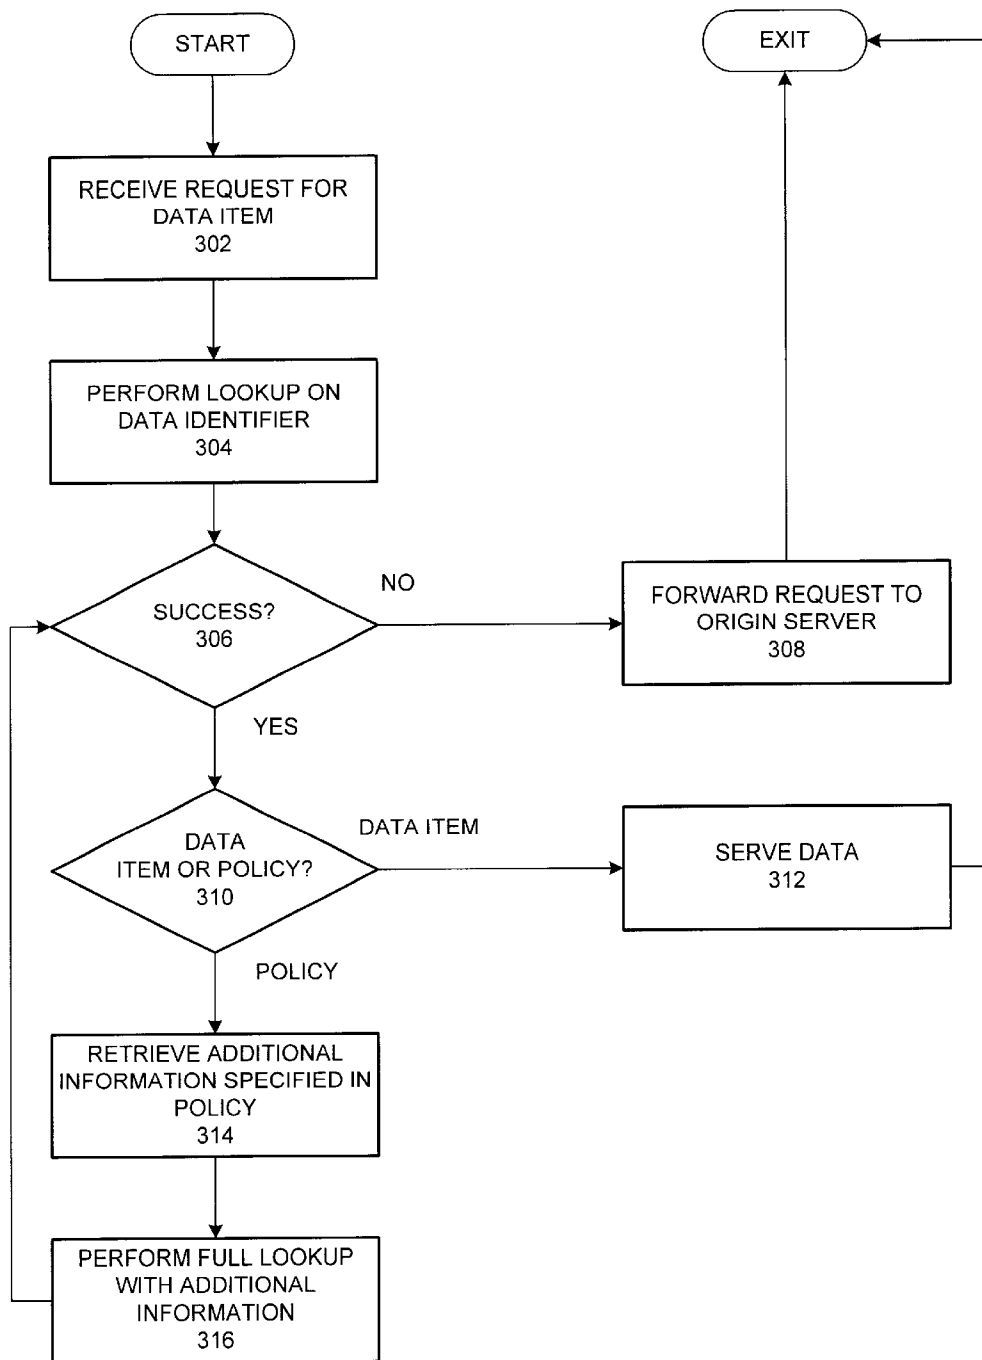 START
EXIT
RECEIVE REQUEST FOR
DATA ITEM
302
PERFORM LOOKUP ON
DATA IDENTIFIER
304
SUCCESS?
306
NO
FORWARD REQUEST TO
ORIGIN SERVER
308
YES
DATA
ITEM OR POLICY?
310
DATA ITEM
SERVE DATA
312
POLICY
RETRIEVE ADDITIONAL
INFORMATION SPECIFIED IN
POLICY
314
PERFORM FULL LOOKUP
WITH ADDITIONAL
INFORMATION
316